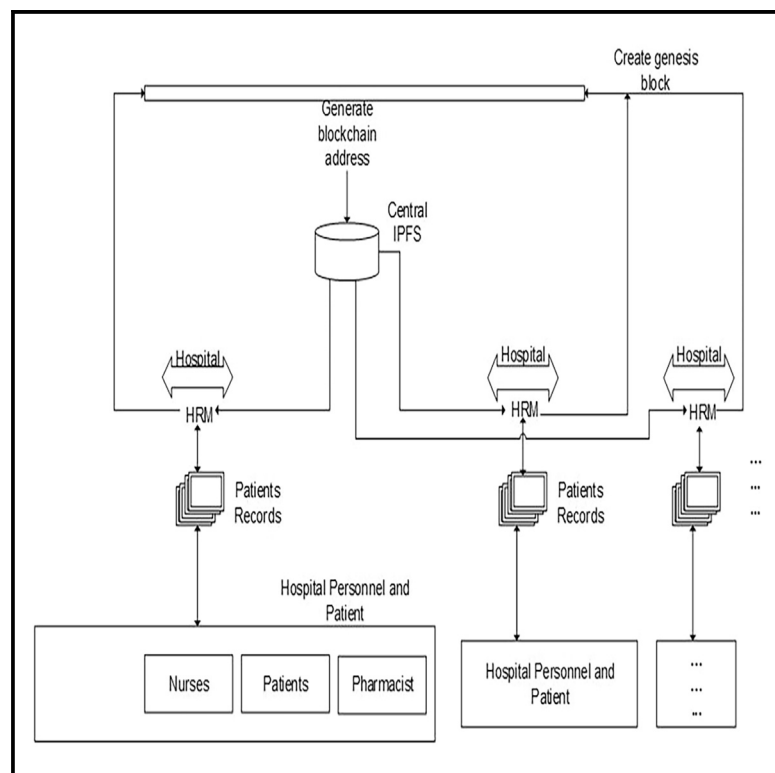 Create genesis
block
Generate
blockchain
address
Central
IPFS
Hospital
Hospital
Hospital
HRM
HRM
HRM
Patients
Records
Patients
Records
...
...
...
Hospital Personnel and
Patient
Nurses
Patients
Pharmacist
Hospital Personnel and
Patient
...
...
...